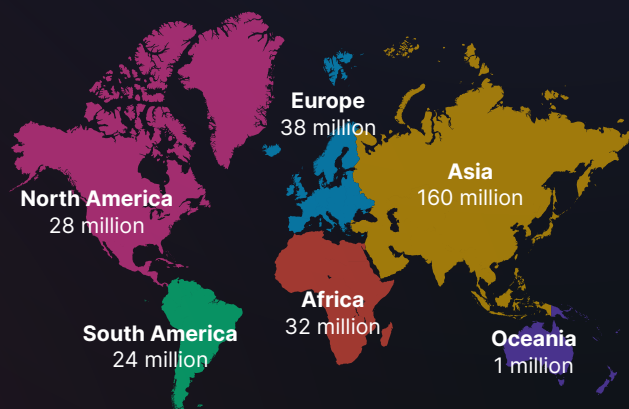 Europe
38 million
Asia
160 million
North America
28 million
Africa
32 million
South America
24 million
Oceania
1 million